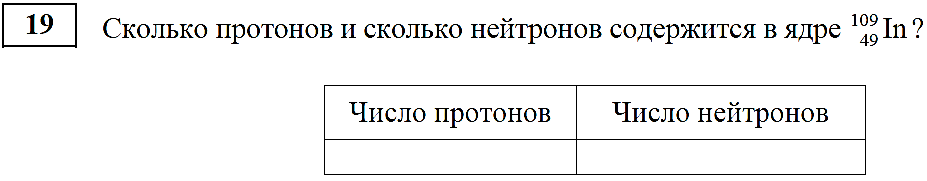 19 Сколько протонов и сколько нейтронов содержится в ядре ¹⁰⁹₄₉In ?
Число протонов Число нейтронов